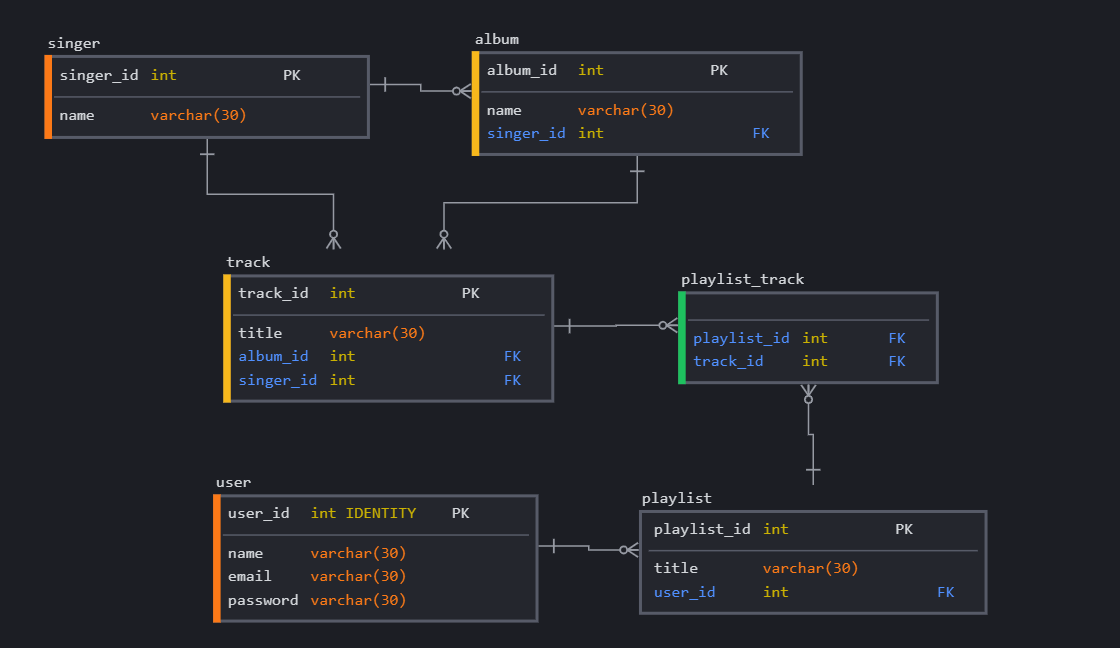 singer
singer_id int PK
name varchar(30)
album
album_id int PK
name varchar(30)
singer_id int FK
track
track_id int PK
title varchar(30)
album_id int FK
singer_id int FK
playlist_track
playlist_id int FK
track_id int FK
user
user_id int IDENTITY PK
name varchar(30)
email varchar(30)
password varchar(30)
playlist
playlist_id int PK
title varchar(30)
user_id int FK